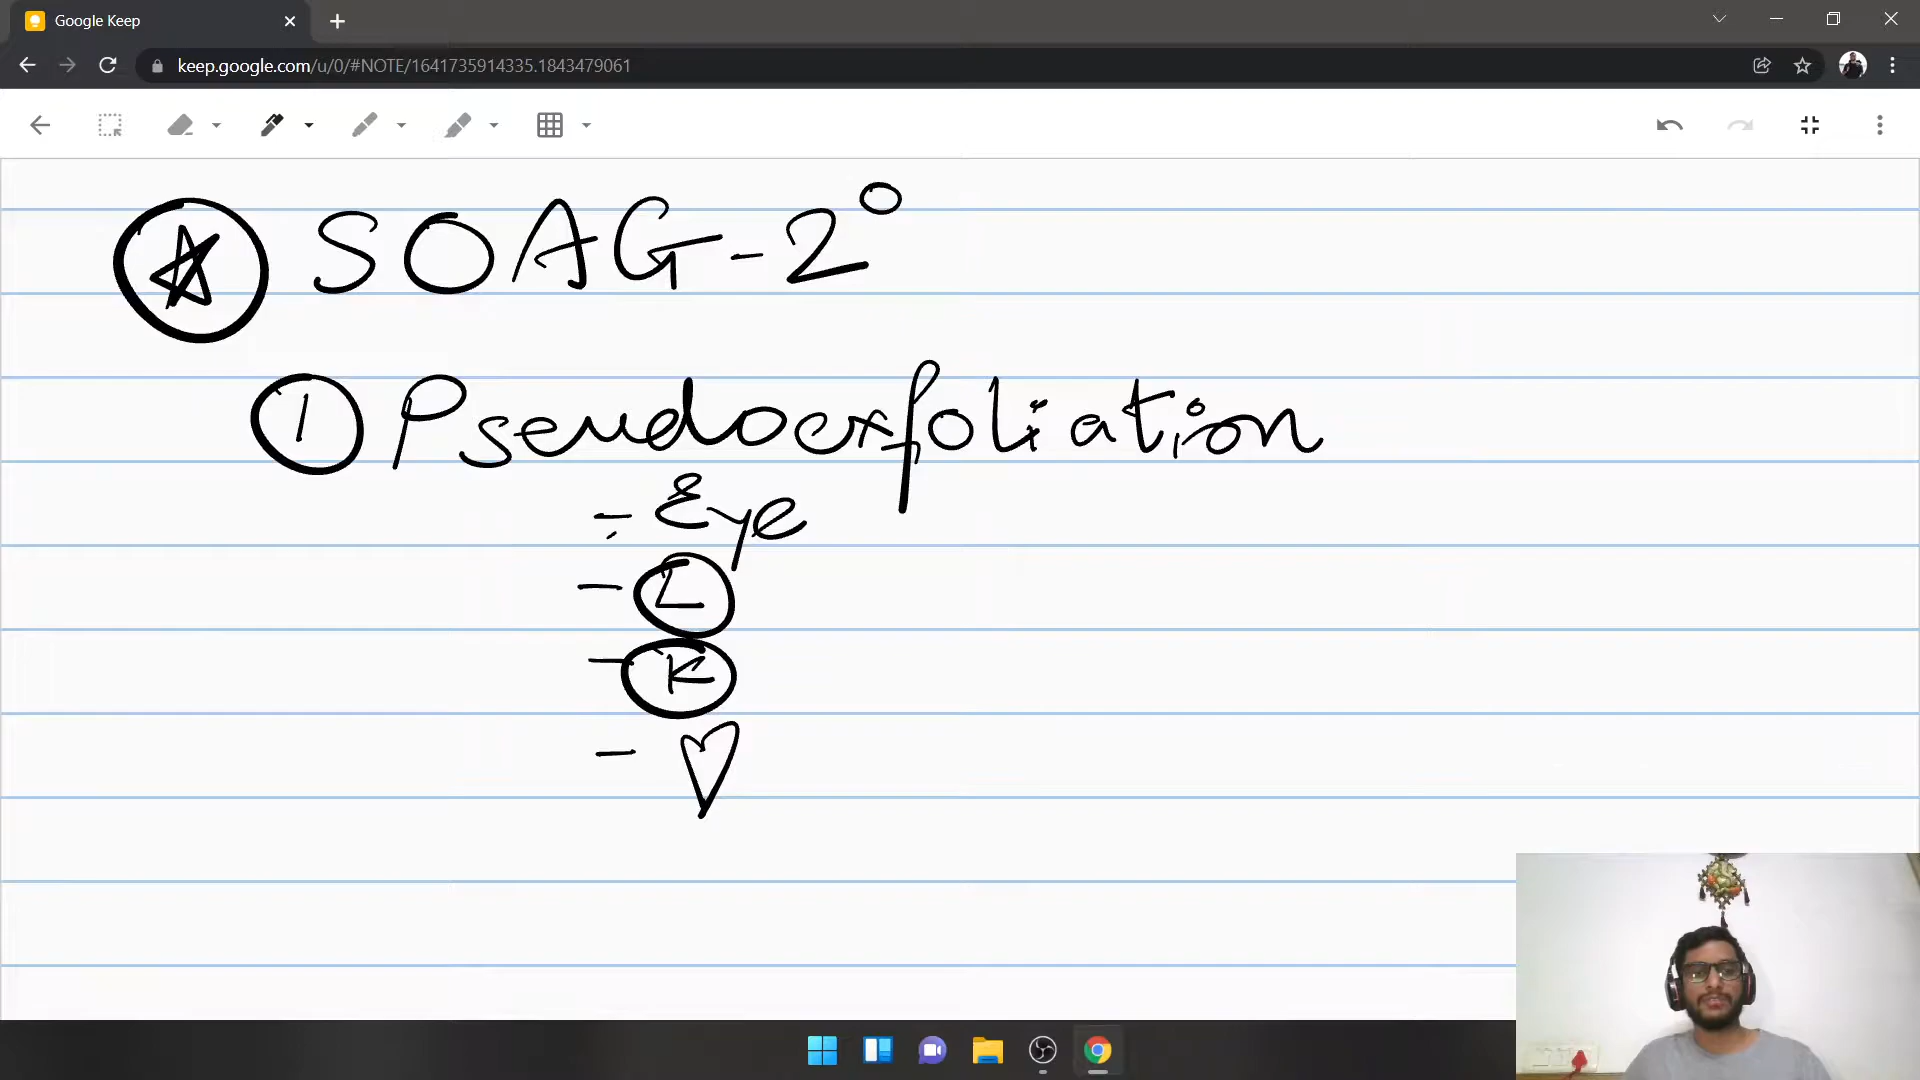 Google Keep
keep.google.com/u/0/#NOTE/1641735914335.1843479061
SOAG-2°
1 Pseudoexfoliation
- Eye
- L
- K
- ♡